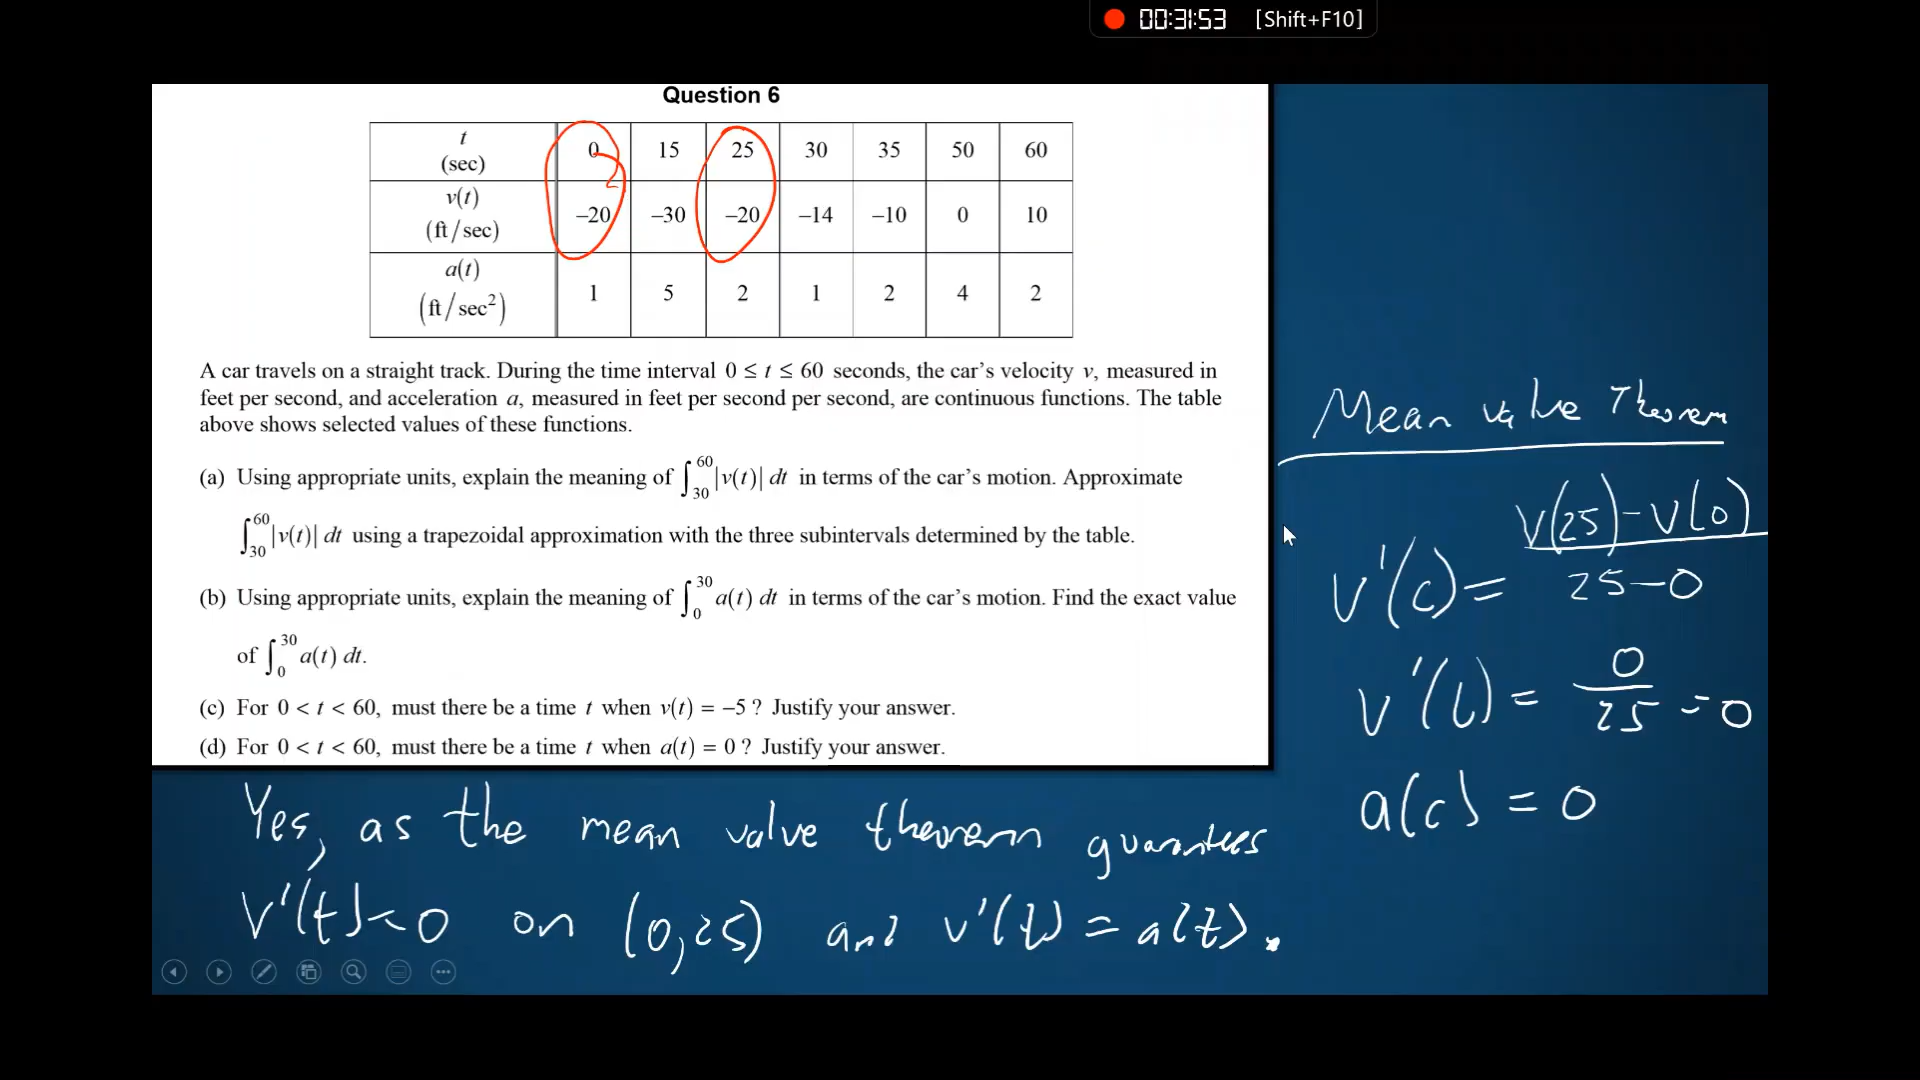 00:31:53 [Shift+F10]
Question 6
t (sec) 0 15 25 30 35 50 60
v(t) (ft/sec) –20 –30 –20 –14 –10 0 10
a(t) (ft/sec²) 1 5 2 1 2 4 2
A car travels on a straight track. During the time interval 0 ≤ t ≤ 60 seconds, the car's velocity v, measured in
feet per second, and acceleration a, measured in feet per second per second, are continuous functions. The table
above shows selected values of these functions.
(a) Using appropriate units, explain the meaning of ∫₃₀⁶⁰ |v(t)| dt in terms of the car's motion. Approximate
∫₃₀⁶⁰ |v(t)| dt using a trapezoidal approximation with the three subintervals determined by the table.
(b) Using appropriate units, explain the meaning of ∫₀³⁰ a(t) dt in terms of the car's motion. Find the exact value
of ∫₀³⁰ a(t) dt.
(c) For 0 < t < 60, must there be a time t when v(t) = –5 ? Justify your answer.
(d) For 0 < t < 60, must there be a time t when a(t) = 0 ? Justify your answer.
Mean value Theorem
v'(c) = (v(25) – v(0))/(25 – 0)
v'(c) = 0/25 = 0
a(c) = 0
Yes, as the mean value theorem guarantees
v'(t) = 0 on (0,25) and v'(t) = a(t).